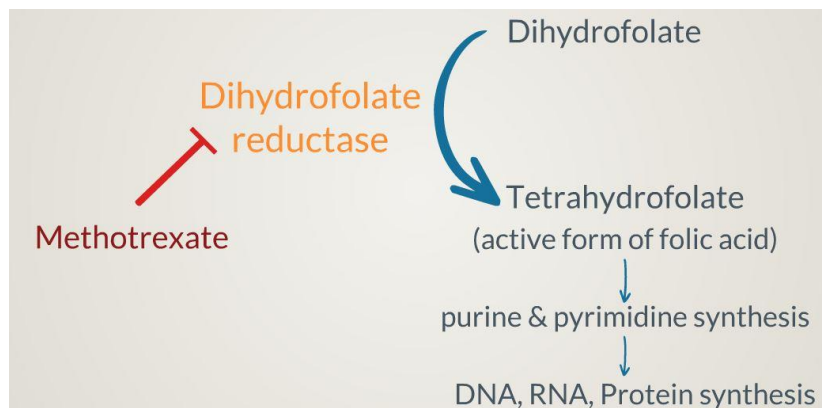 Dihydrofolate
Dihydrofolate
reductase
Methotrexate
Tetrahydrofolate
(active form of folic acid)
purine & pyrimidine synthesis
DNA, RNA, Protein synthesis